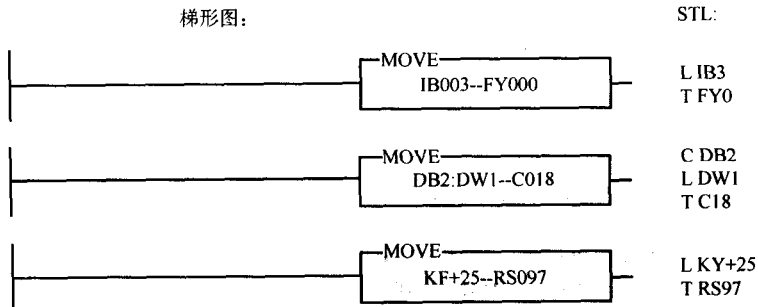 梯形图：
STL:
MOVE
IB003--FY000
L IB3
T FY0
MOVE
DB2:DW1--C018
C DB2
L DW1
T C18
MOVE
KF+25--RS097
L KY+25
T RS97